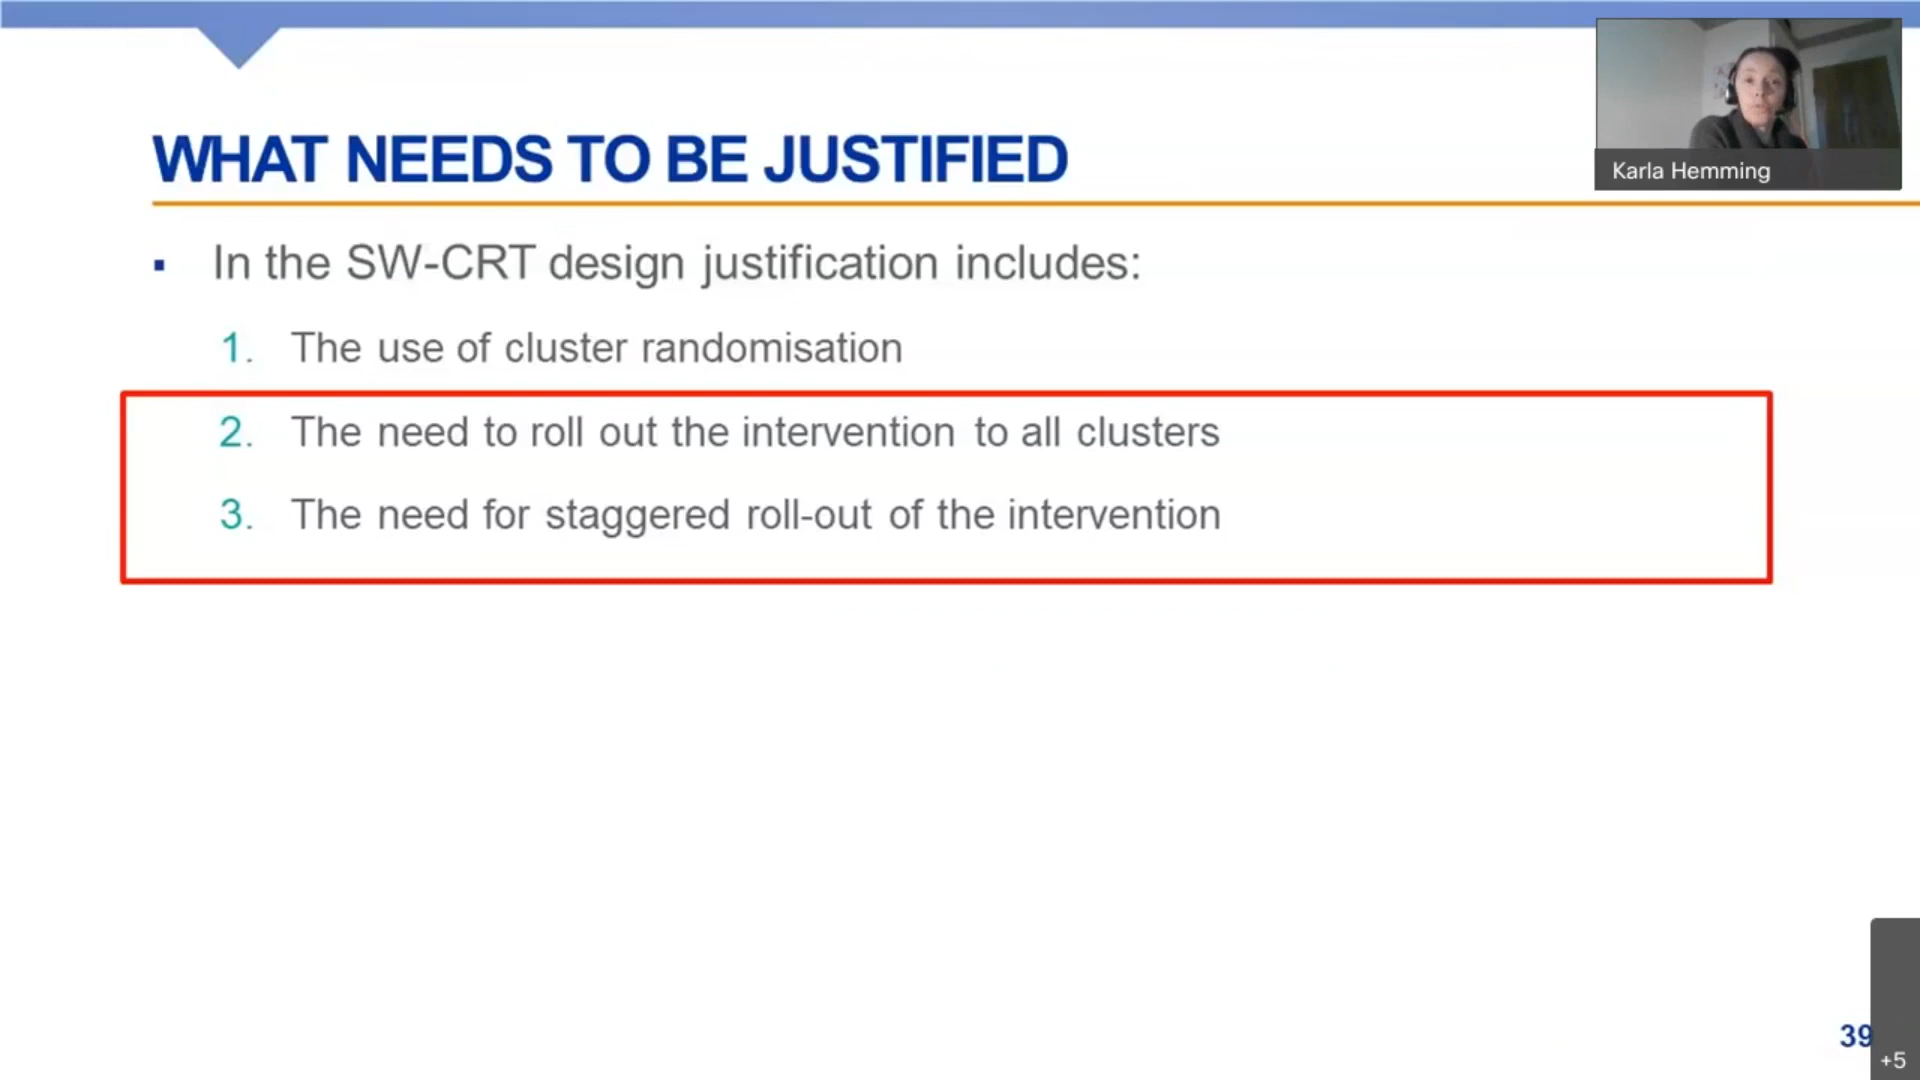 Karla Hemming
WHAT NEEDS TO BE JUSTIFIED
▪ In the SW-CRT design justification includes:
1. The use of cluster randomisation
2. The need to roll out the intervention to all clusters
3. The need for staggered roll-out of the intervention
39
+5